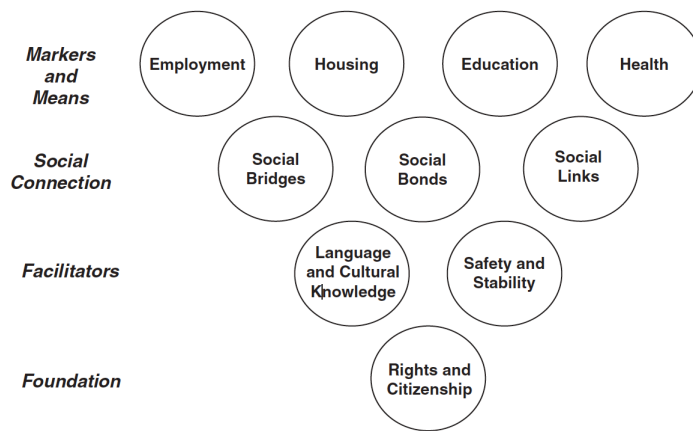 Markers
and
Means
Employment
Housing
Education
Health
Social
Connection
Social
Bridges
Social
Bonds
Social
Links
Facilitators
Language
and Cultural
Knowledge
Safety and
Stability
Foundation
Rights and
Citizenship